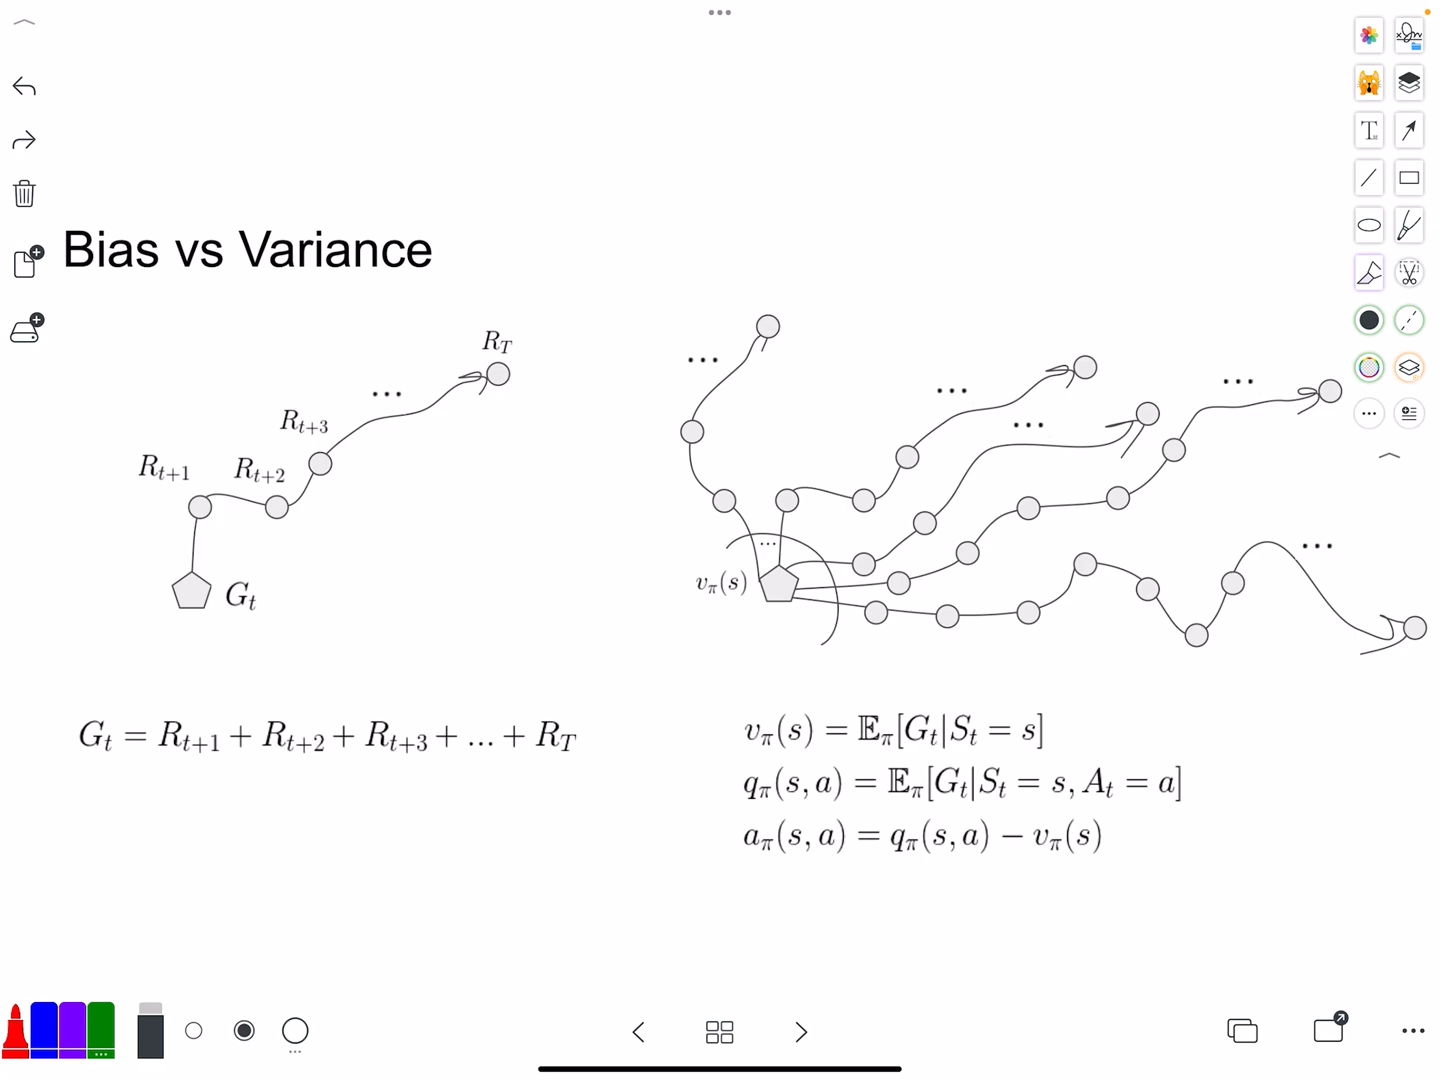 Bias vs Variance
R_T
...
R_{t+3}
R_{t+1}
R_{t+2}
G_t
...
...
...
...
...
...
v_π(s)
G_t = R_{t+1} + R_{t+2} + R_{t+3} + ... + R_T
v_π(s) = 𝔼_π[G_t|S_t = s]
q_π(s, a) = 𝔼_π[G_t|S_t = s, A_t = a]
a_π(s, a) = q_π(s, a) − v_π(s)